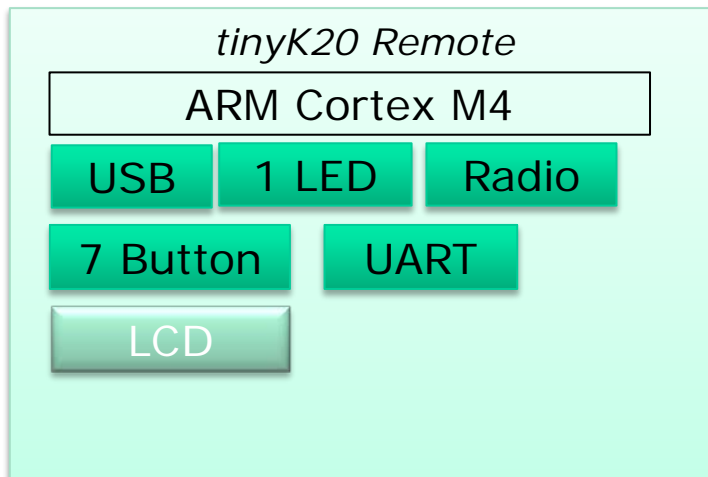 tinyK20 Remote
ARM Cortex M4
USB 1 LED Radio
7 Button UART
LCD